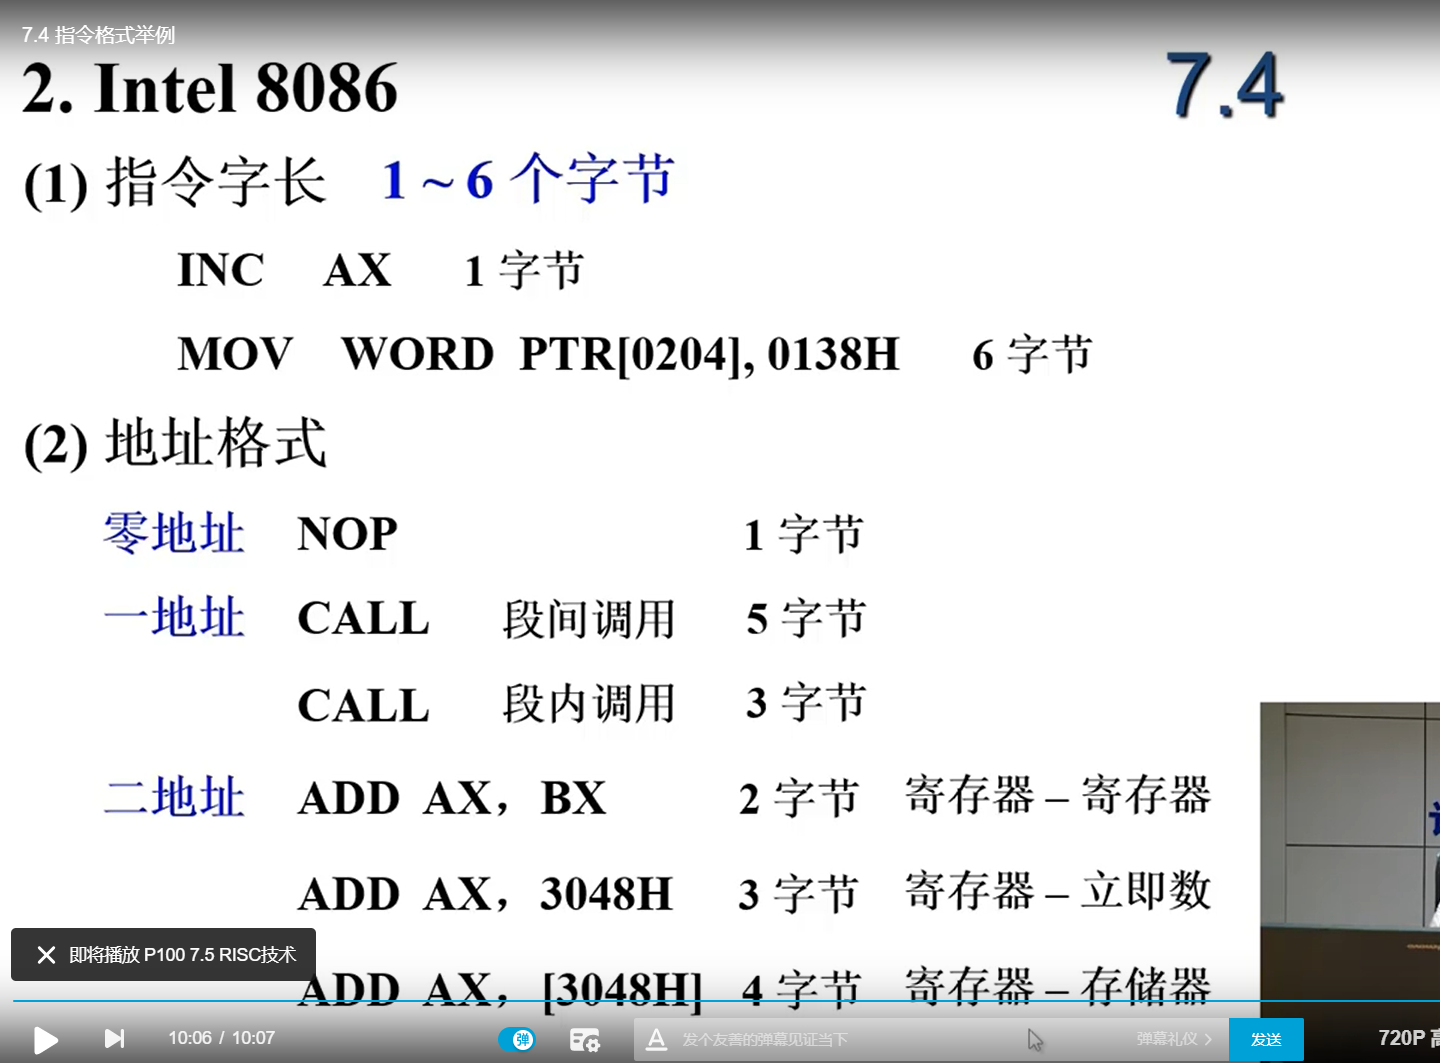 7.4 指令格式举例
2. Intel 8086 7.4
(1) 指令字长 1 ~ 6 个字节
INC AX 1 字节
MOV WORD PTR[0204], 0138H 6 字节
(2) 地址格式
零地址 NOP 1 字节
一地址 CALL 段间调用 5 字节
CALL 段内调用 3 字节
二地址 ADD AX，BX 2 字节 寄存器 – 寄存器
ADD AX，3048H 3 字节 寄存器 – 立即数
即将播放 P100 7.5 RISC技术
ADD AX，[3048H] 4 字节 寄存器 – 存储器
10:06 / 10:07 弹 A 发个友善的弹幕见证当下 弹幕礼仪 发送 720P